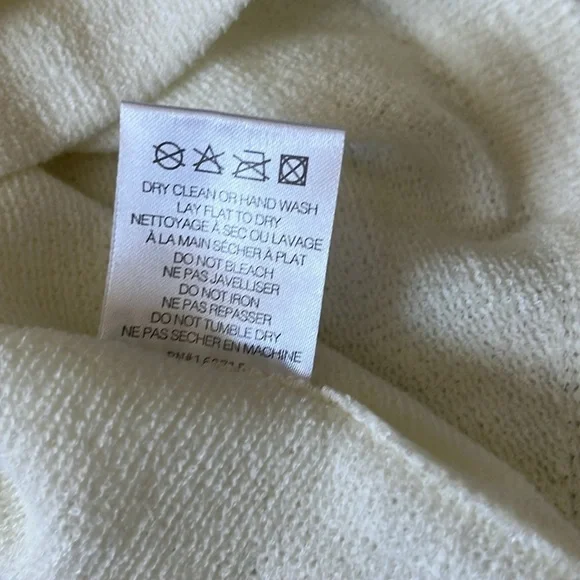 DRY CLEAN OR HAND WASH
LAY FLAT TO DRY
NETTOYAGE À SEC OU LAVAGE
À LA MAIN SÉCHER À PLAT
DO NOT BLEACH
NE PAS JAVELLISER
DO NOT IRON
NE PAS REPASSER
DO NOT TUMBLE DRY
NE PAS SECHER EN MACHINE